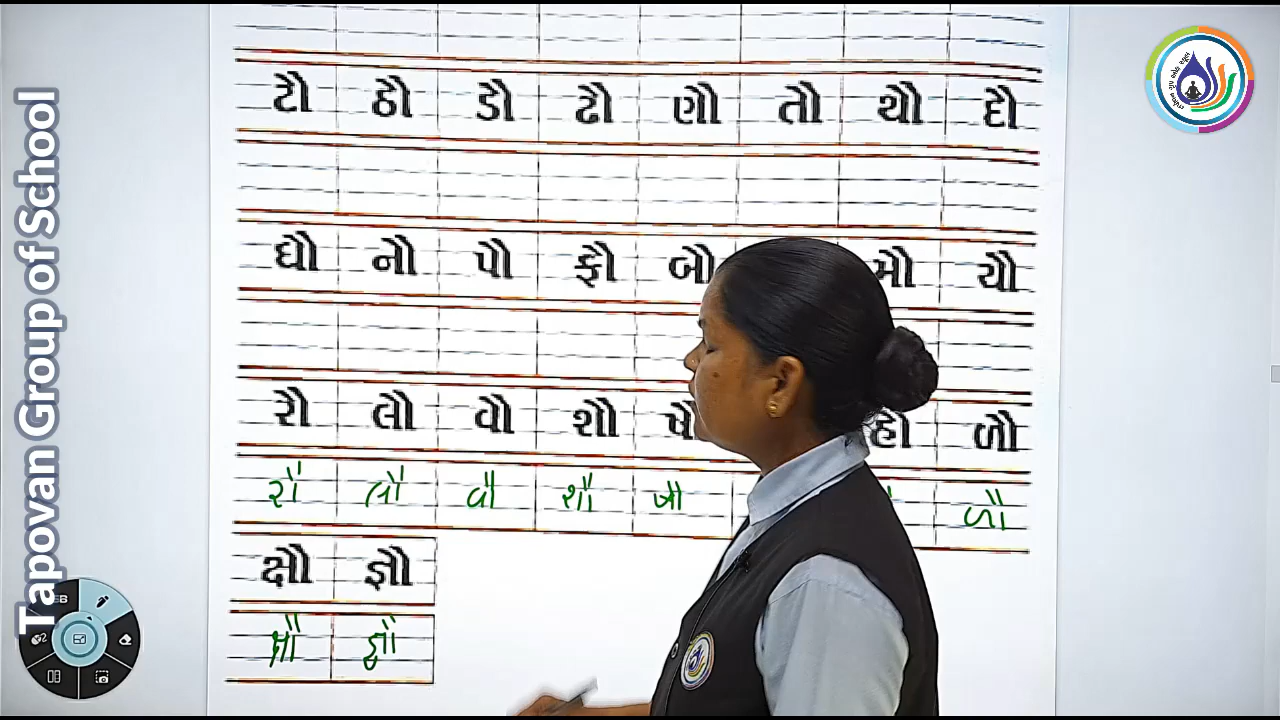 Tapovan Group of School
ટૌ ઠૌ ડૌ ઢૌ ણૌ તૌ થૌ દૌ
ધૌ નૌ પૌ ફૌ બૌ મૌ યૌ
રૌ લૌ વૌ શૌ ષૌ હૌ ળૌ
રૌ લૌ વૌ શૌ ષૌ ળૌ
ક્ષૌ જ્ઞૌ
ક્ષૌ જ્ઞૌ